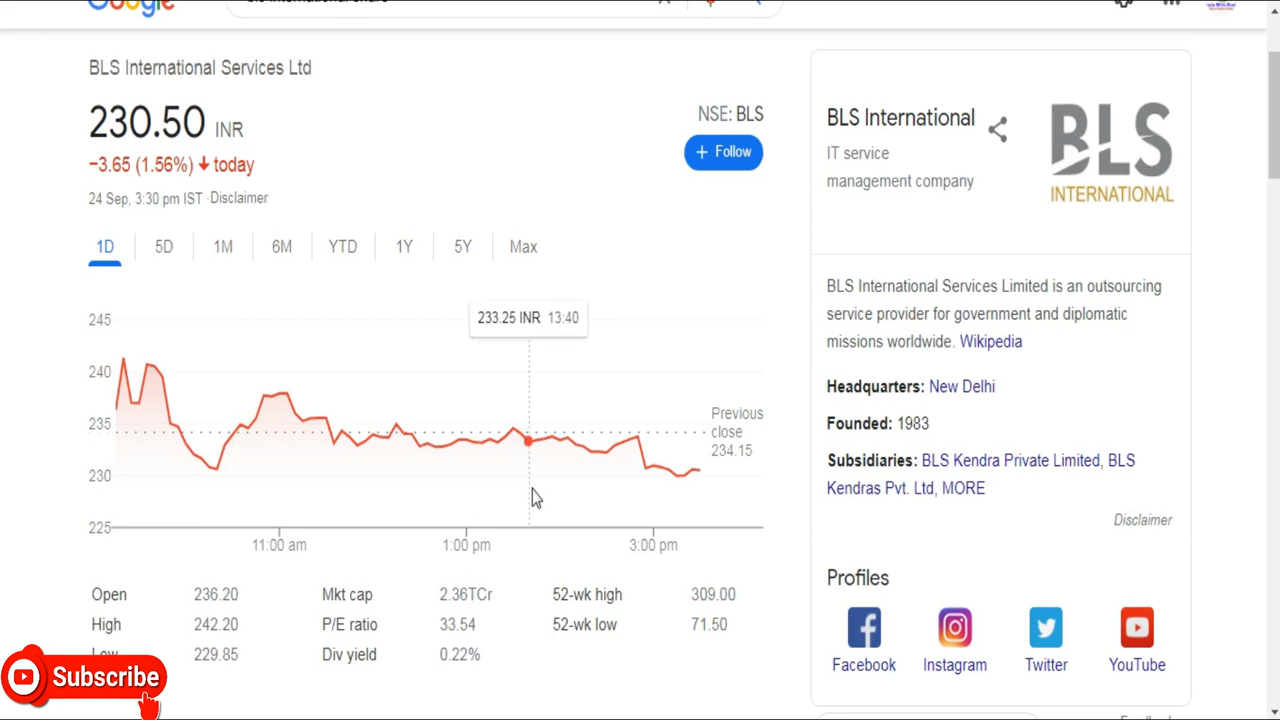 Google
BLS International Services Ltd
230.50 INR
−3.65 (1.56%) ↓ today
24 Sep, 3:30 pm IST · Disclaimer
NSE: BLS
+ Follow
1D 5D 1M 6M YTD 1Y 5Y Max
233.25 INR 13:40
245
240
235
230
225
Previous
close
234.15
11:00 am 1:00 pm 3:00 pm
Open 236.20 Mkt cap 2.36TCr 52-wk high 309.00
High 242.20 P/E ratio 33.54 52-wk low 71.50
Low 229.85 Div yield 0.22%
Subscribe
BLS International
IT service
management company
BLS
INTERNATIONAL
BLS International Services Limited is an outsourcing
service provider for government and diplomatic
missions worldwide. Wikipedia
Headquarters: New Delhi
Founded: 1983
Subsidiaries: BLS Kendra Private Limited, BLS
Kendras Pvt. Ltd, MORE
Disclaimer
Profiles
Facebook Instagram Twitter YouTube